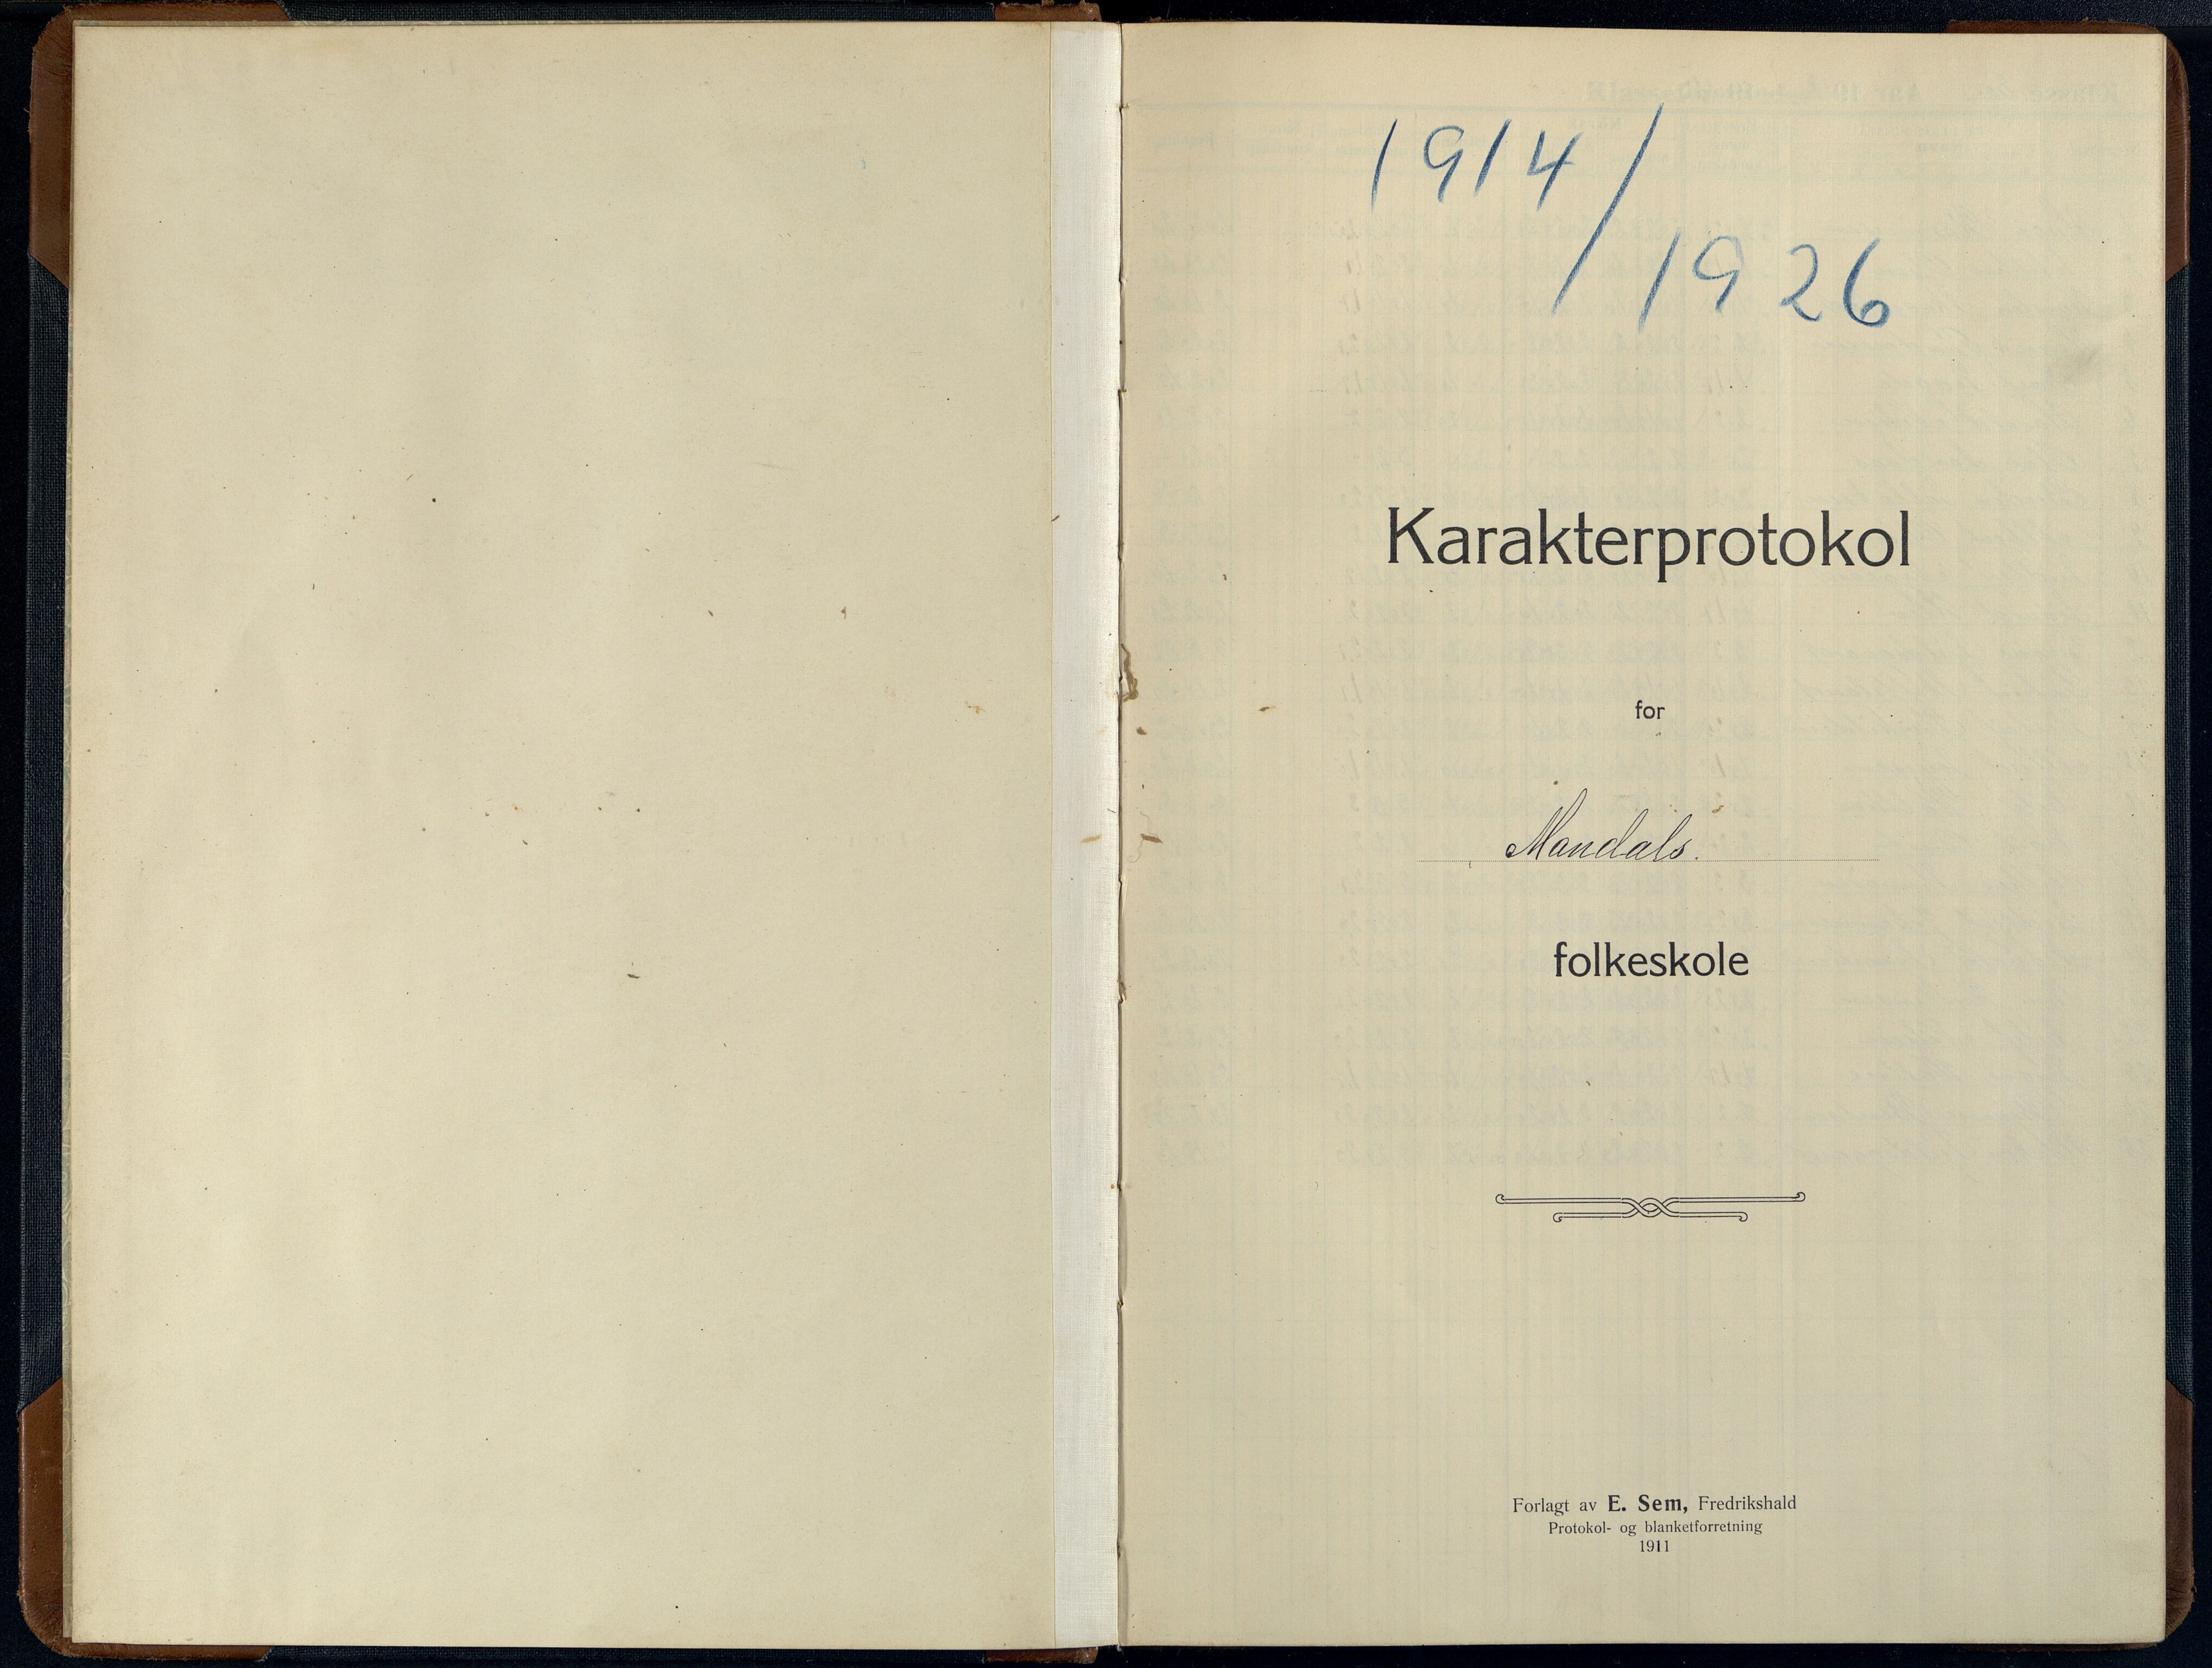 1914/
/1926
Karakterprotokol
for
Mandals.
folkeskole
Forlagt av E. Sem, Fredrikshald
Protokol- og blanketforretning
1911